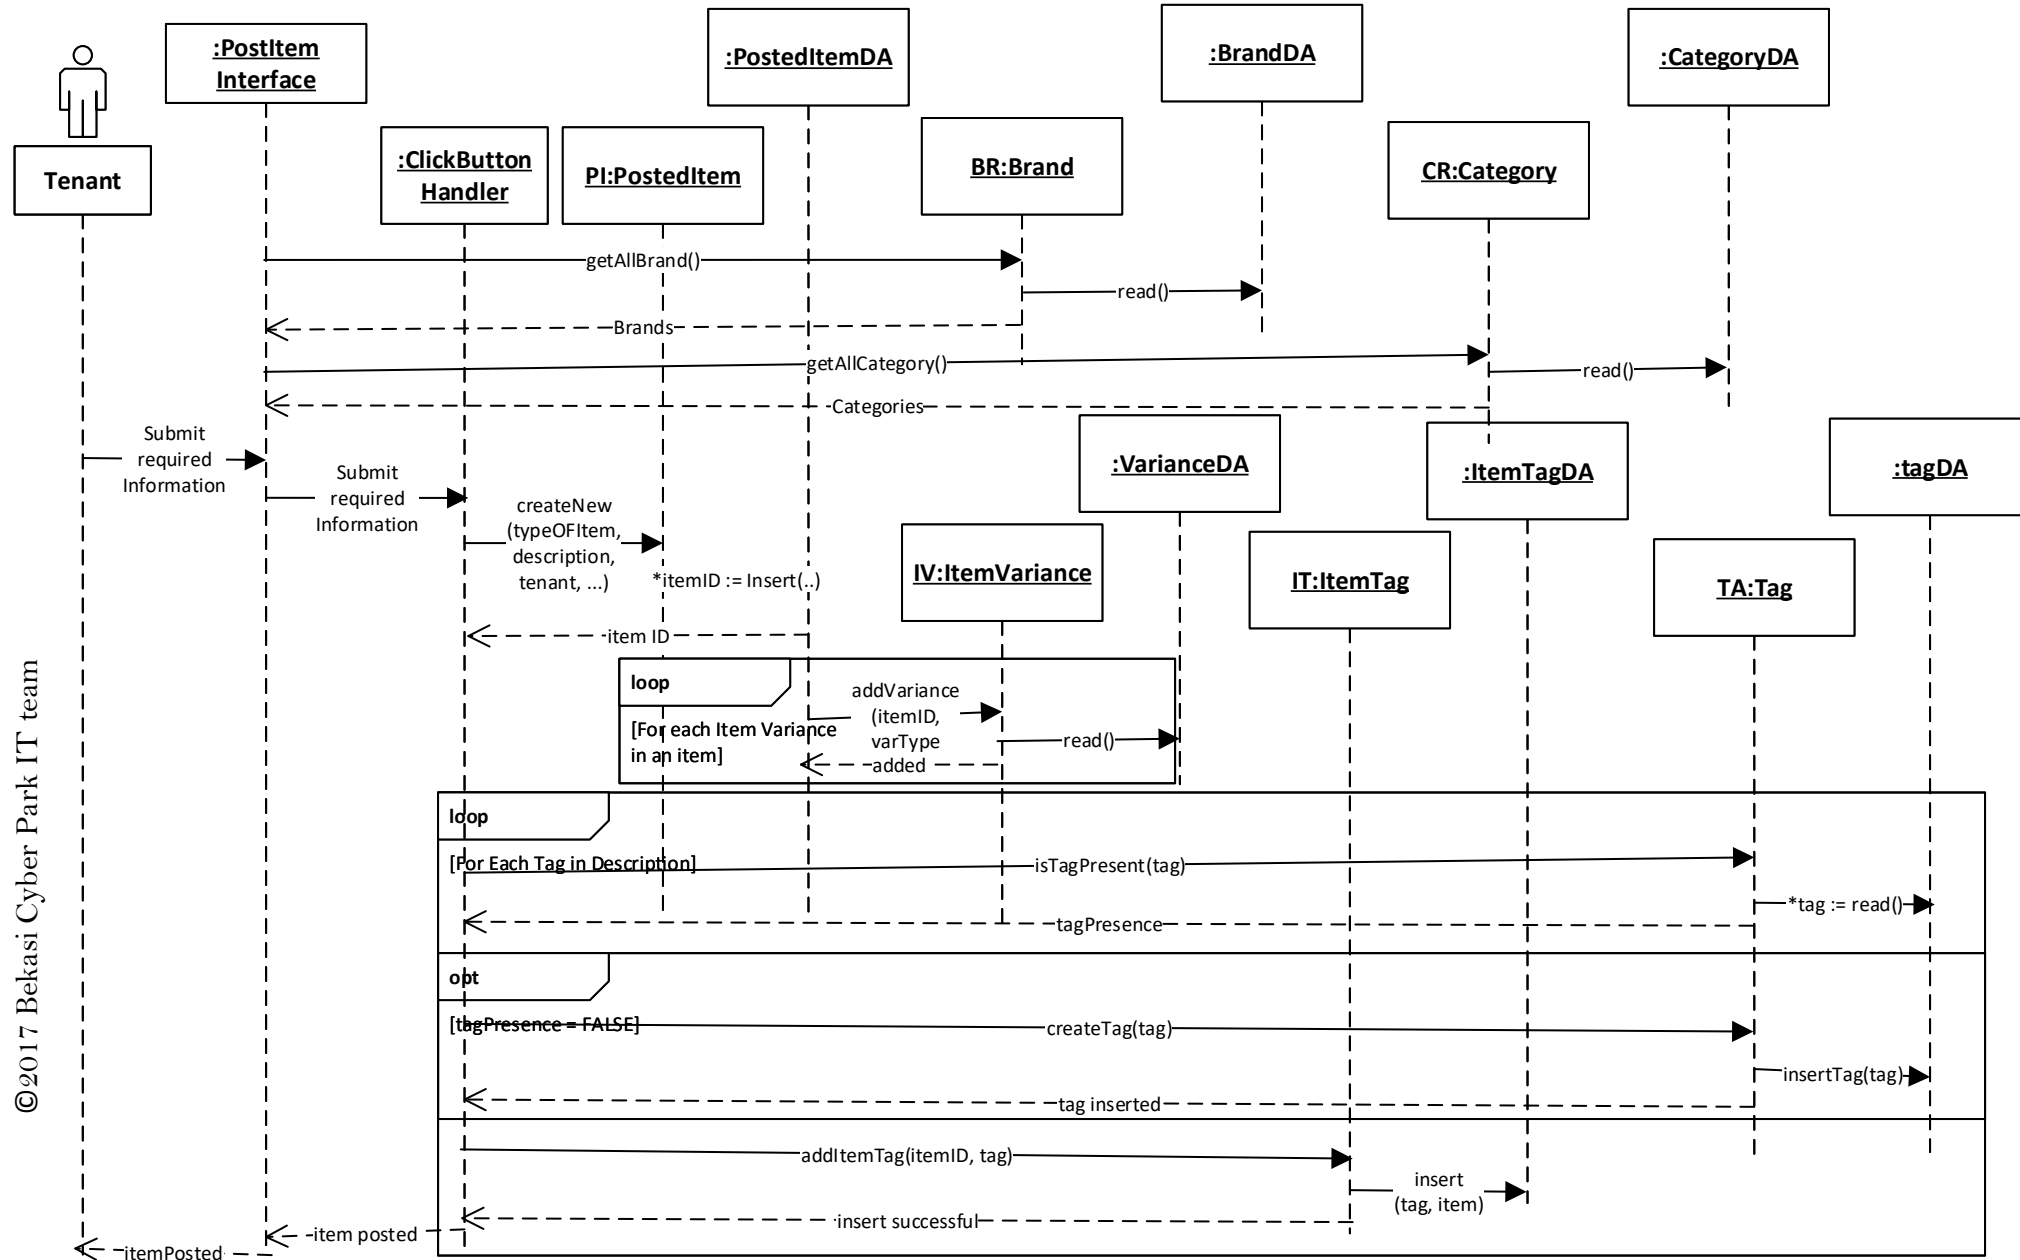 :PostItem
Interface
:PostedItemDA
:BrandDA
:CategoryDA
Tenant
:ClickButton
Handler
PI:PostedItem
BR:Brand
CR:Category
getAllBrand()
read()
Brands
getAllCategory()
read()
Categories
Submit
required
Information
Submit
required
Information
:VarianceDA
:ItemTagDA
:tagDA
createNew
(typeOFItem,
description,
tenant, ...)
*itemID := Insert(..)
IV:ItemVariance
IT:ItemTag
TA:Tag
item ID
loop
[For each Item Variance
in an item]
addVariance
(itemID,
varType
read()
added
loop
[For Each Tag in Description]
isTagPresent(tag)
*tag := read()
tagPresence
opt
[tagPresence = FALSE]
createTag(tag)
insertTag(tag)
tag inserted
addItemTag(itemID, tag)
insert
(tag, item)
insert successful
item posted
itemPosted
©2017 Bekasi Cyber Park IT team